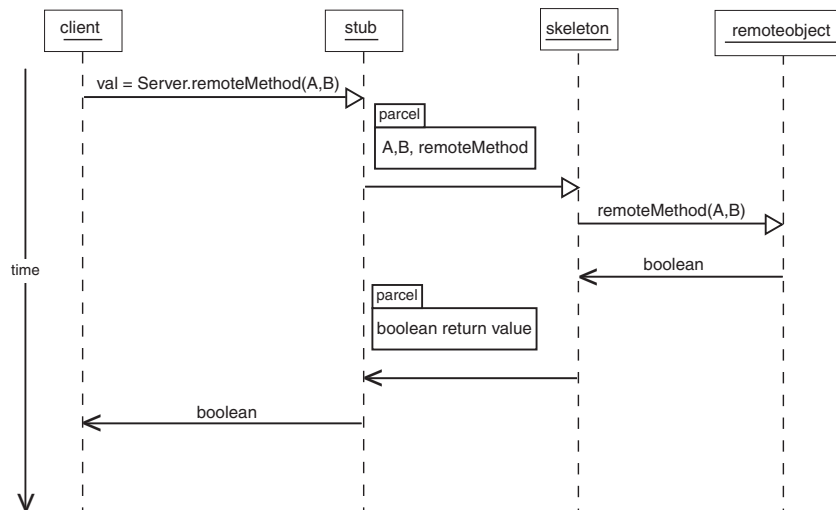 client
stub
skeleton
remoteobject
val = Server.remoteMethod(A,B)
parcel
A,B, remoteMethod
remoteMethod(A,B)
time
boolean
parcel
boolean return value
boolean